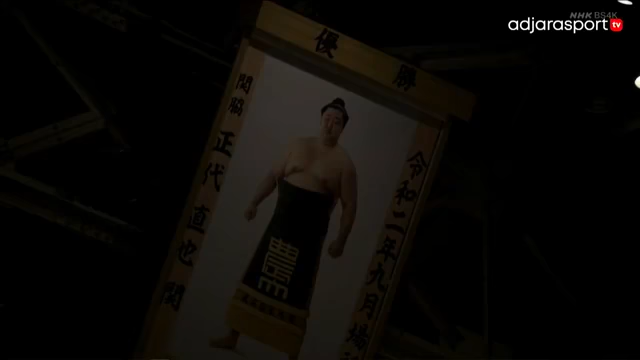 NHK BS4K
adjarasport tv
優勝
令和二年九月場
関脇 正代 直也 関